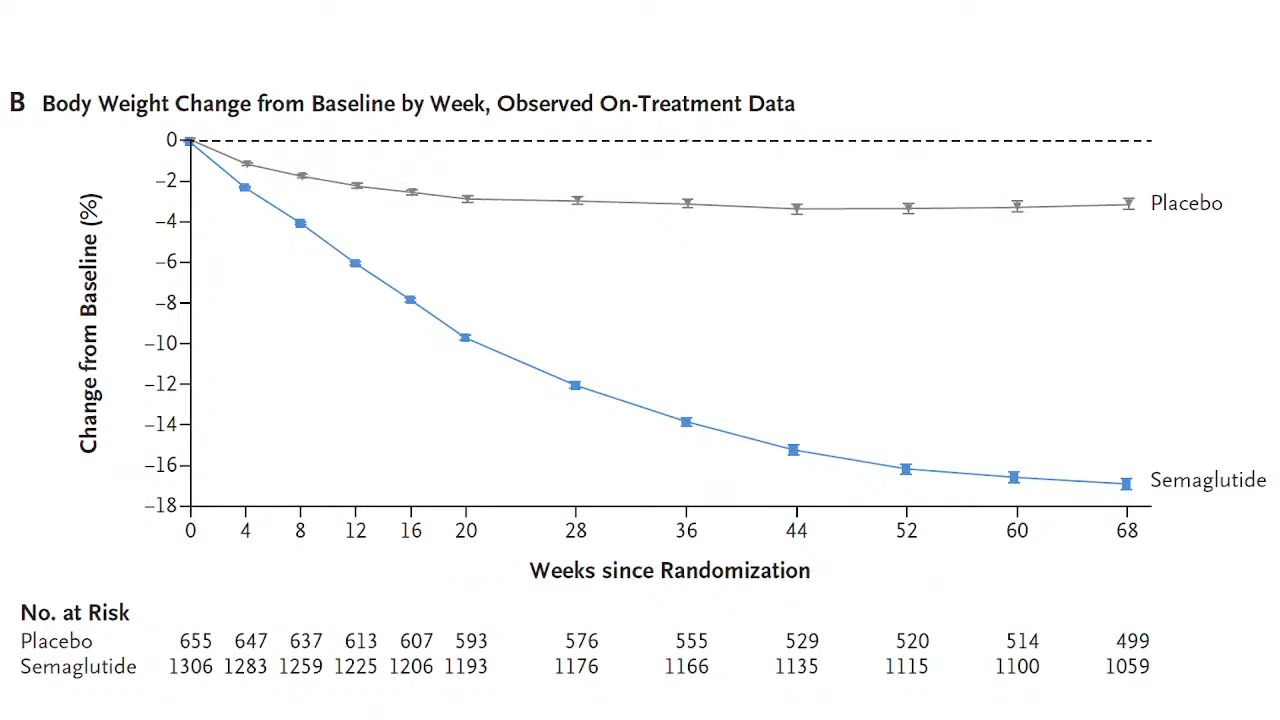 B Body Weight Change from Baseline by Week, Observed On-Treatment Data
0
–2
–4
–6
–8
–10
–12
–14
–16
–18
Change from Baseline (%)
Placebo
Semaglutide
0 4 8 12 16 20 28 36 44 52 60 68
Weeks since Randomization
No. at Risk
Placebo 655 647 637 613 607 593 576 555 529 520 514 499
Semaglutide 1306 1283 1259 1225 1206 1193 1176 1166 1135 1115 1100 1059